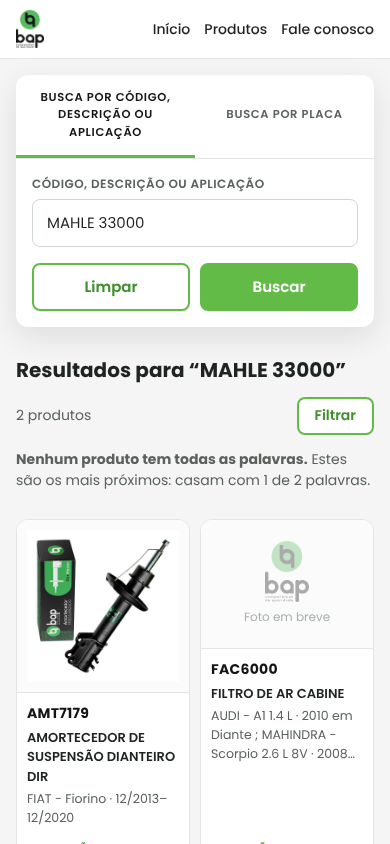 bap
Início Produtos Fale conosco
BUSCA POR CÓDIGO,
DESCRIÇÃO OU
APLICAÇÃO
BUSCA POR PLACA
CÓDIGO, DESCRIÇÃO OU APLICAÇÃO
MAHLE 33000
Limpar
Buscar
Resultados para “MAHLE 33000”
2 produtos
Filtrar
Nenhum produto tem todas as palavras. Estes
são os mais próximos: casam com 1 de 2 palavras.
bap
AMT7179
AMORTECEDOR DE
SUSPENSÃO DIANTEIRO
DIR
FIAT - Fiorino · 12/2013–
12/2020
bap
Foto em breve
FAC6000
FILTRO DE AR CABINE
AUDI - A1 1.4 L · 2010 em
Diante ; MAHINDRA -
Scorpio 2.6 L 8V · 2008…